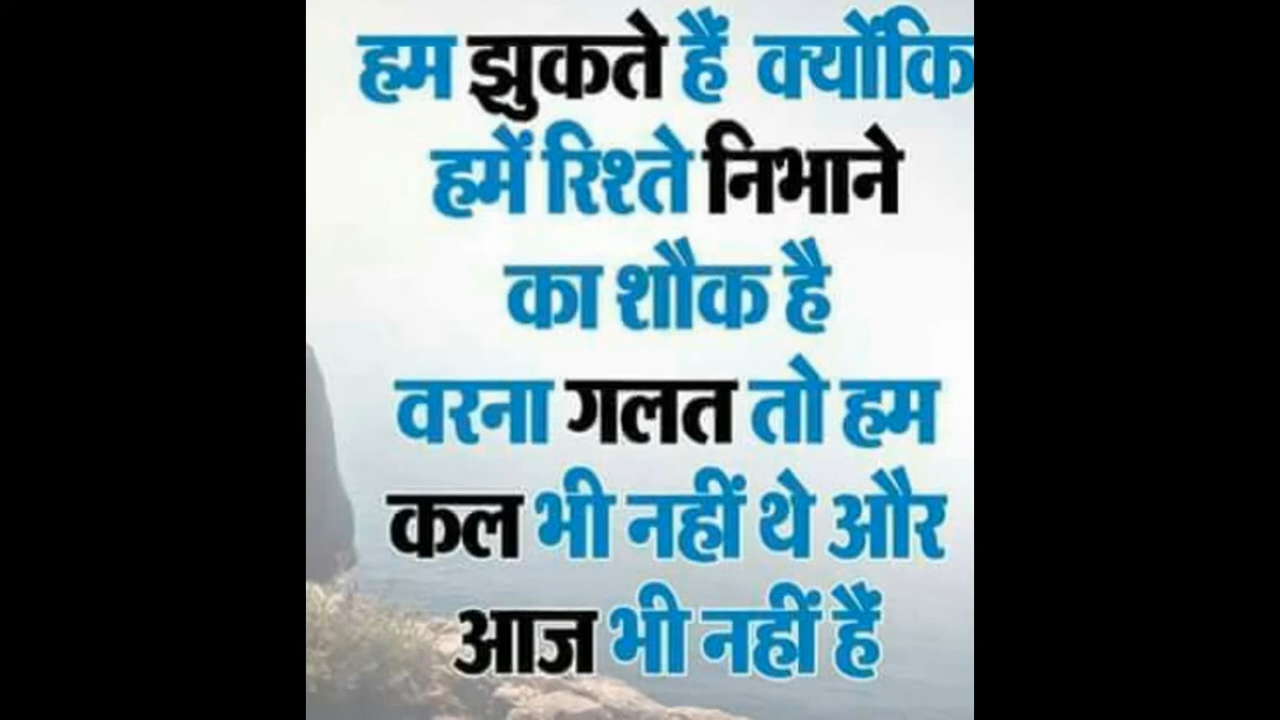 हम झुकते हैं क्योंकि
हमें रिश्ते निभाने
का शौक है
वरना गलत तो हम
कल भी नहीं थे और
आज भी नहीं हैं